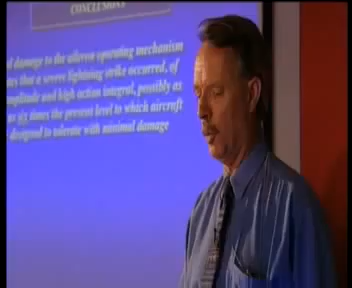 CONCLUSIONS
of damage to the aileron operating mechanism
that a severe lightning strike occurred, of
amplitude and high action integral, possibly as
as six times the present level to which aircraft
designed to tolerate with minimal damage